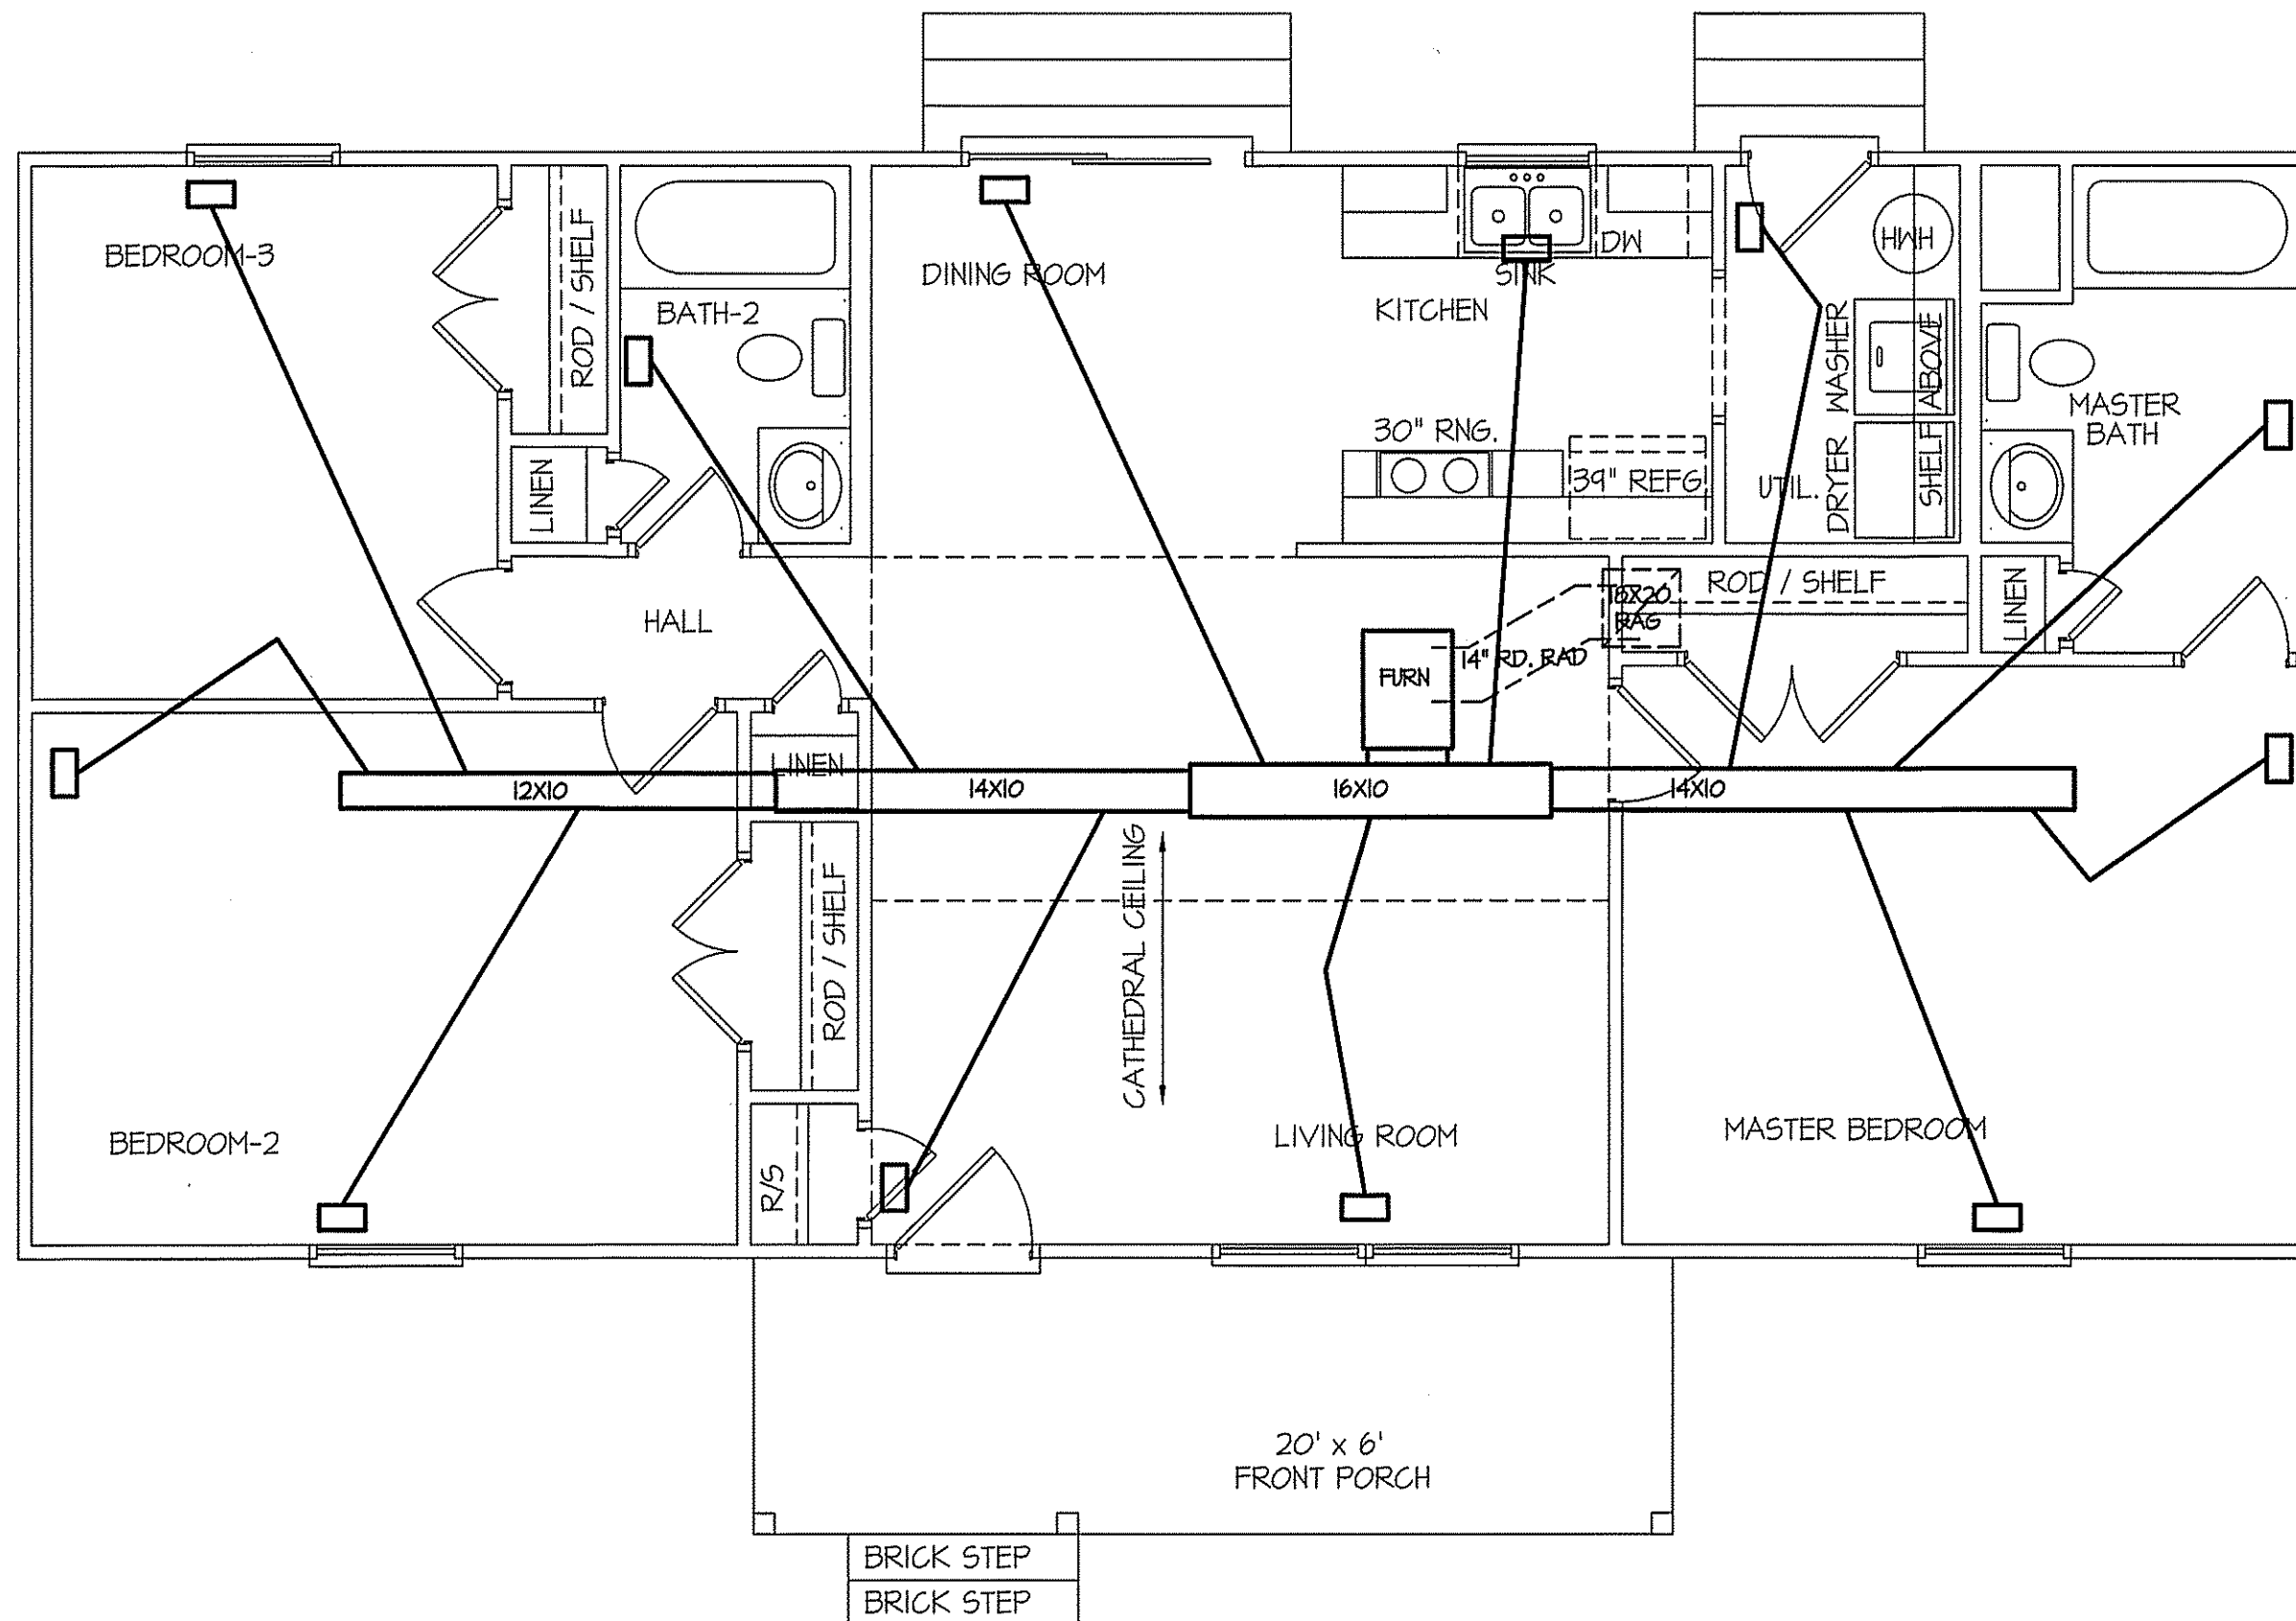 BEDROOM-3
ROD / SHELF
BATH-2
DINING ROOM
SINK
DW
KITCHEN
HWH
WASHER
ABOVE
MASTER
BATH
30" RNG.
39" REFG
UTIL.
DRYER
SHELF
LINEN
HALL
16X20
RAG
ROD / SHELF
LINEN
14" RD. RAD
FURN
LINEN
12X10
14X10
16X10
14X10
CATHEDRAL CEILING
ROD / SHELF
BEDROOM-2
R/S
LIVING ROOM
MASTER BEDROOM
20' x 6'
FRONT PORCH
BRICK STEP
BRICK STEP